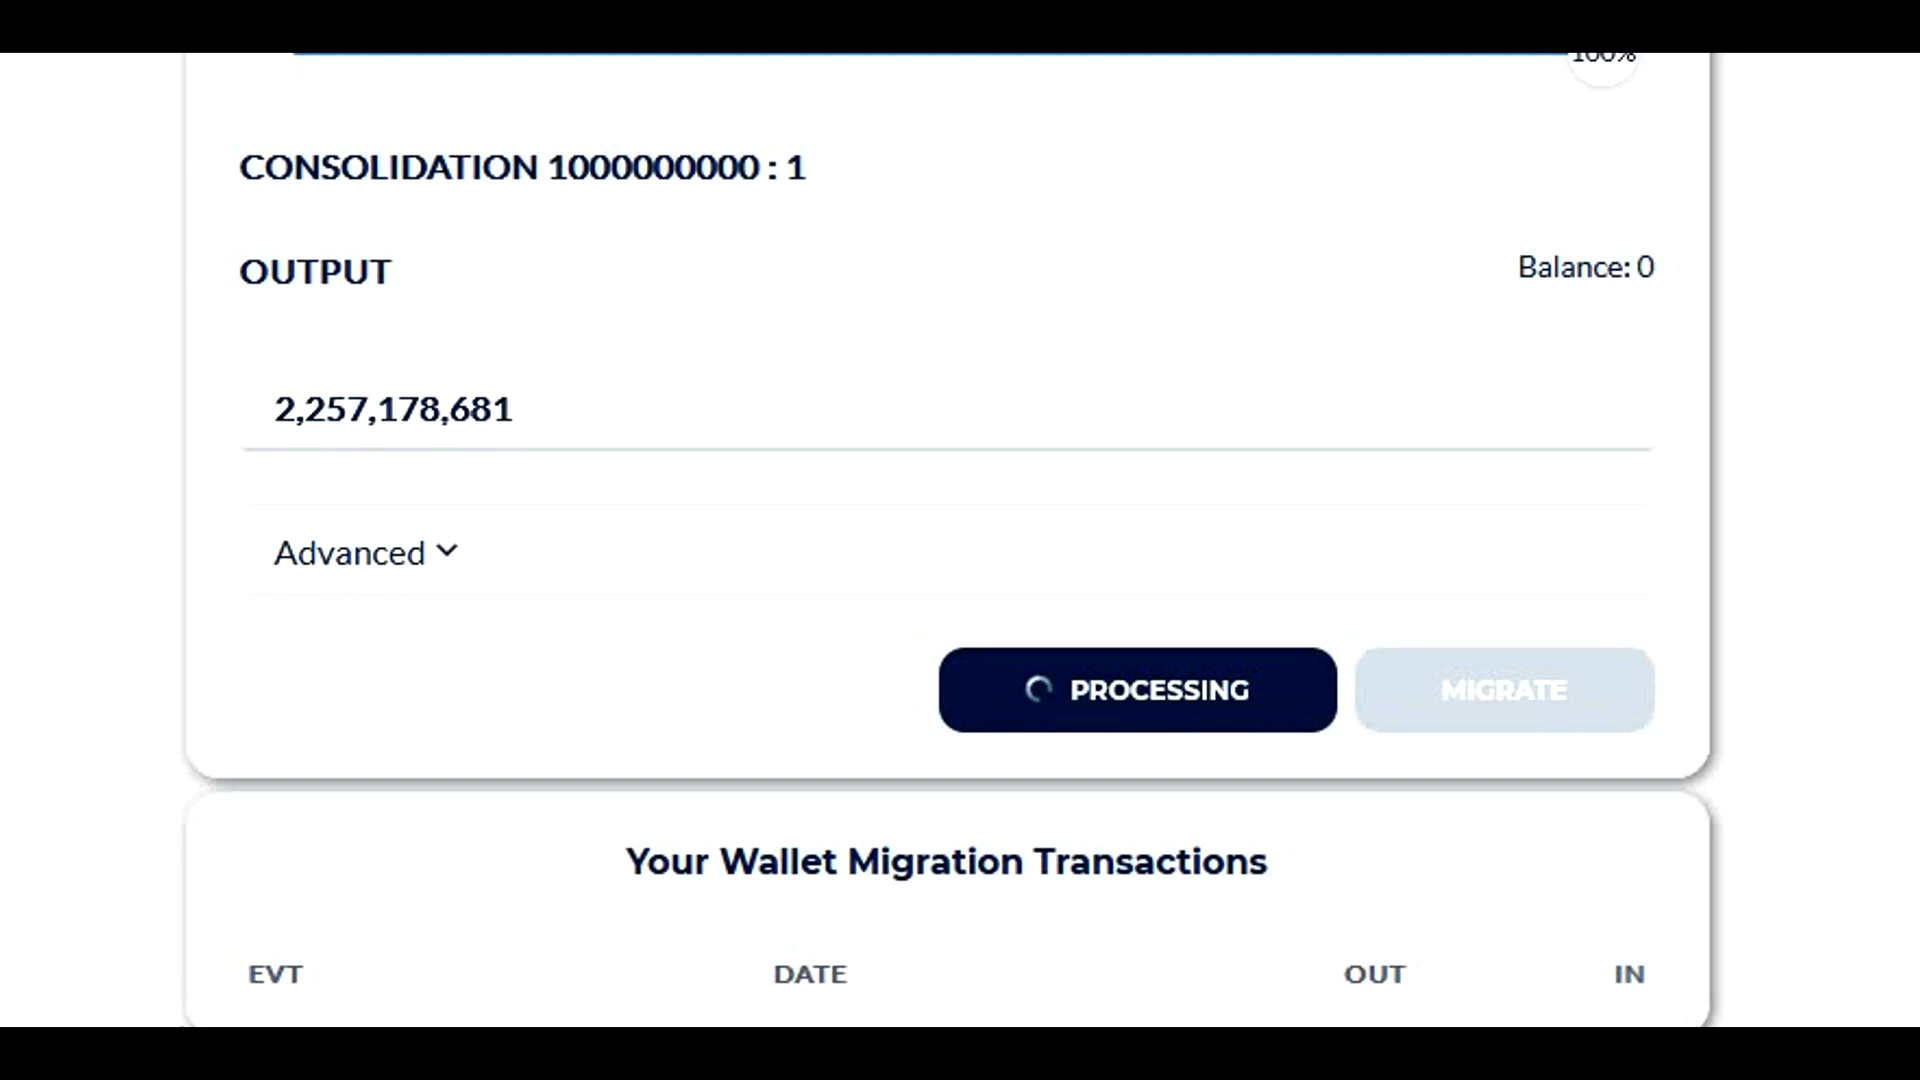 100%
CONSOLIDATION 1000000000 : 1
OUTPUT
Balance: 0
2,257,178,681
Advanced
PROCESSING
MIGRATE
Your Wallet Migration Transactions
EVT DATE OUT IN